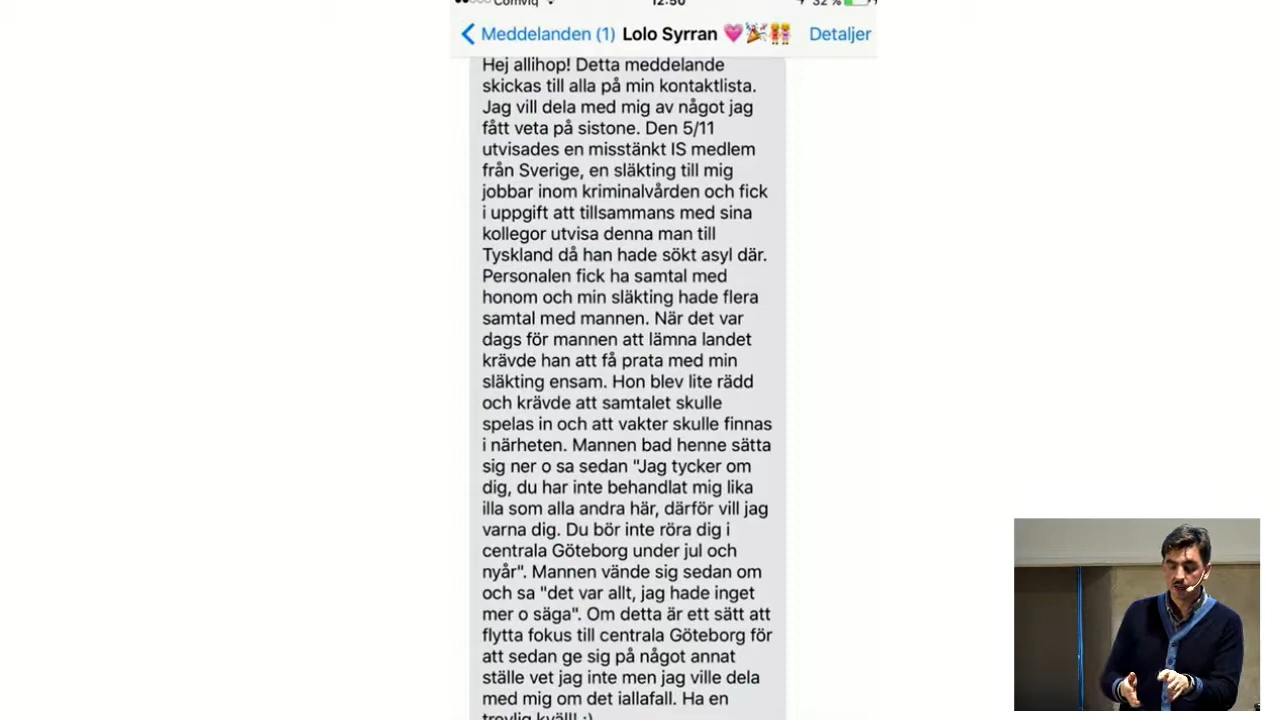 Comviq 12:50 32 %
Meddelanden (1) Lolo Syrran 💗🎉👯 Detaljer
Hej allihop! Detta meddelande
skickas till alla på min kontaktlista.
Jag vill dela med mig av något jag
fått veta på sistone. Den 5/11
utvisades en misstänkt IS medlem
från Sverige, en släkting till mig
jobbar inom kriminalvården och fick
i uppgift att tillsammans med sina
kollegor utvisa denna man till
Tyskland då han hade sökt asyl där.
Personalen fick ha samtal med
honom och min släkting hade flera
samtal med mannen. När det var
dags för mannen att lämna landet
krävde han att få prata med min
släkting ensam. Hon blev lite rädd
och krävde att samtalet skulle
spelas in och att vakter skulle finnas
i närheten. Mannen bad henne sätta
sig ner o sa sedan "Jag tycker om
dig, du har inte behandlat mig lika
illa som alla andra här, därför vill jag
varna dig. Du bör inte röra dig i
centrala Göteborg under jul och
nyår". Mannen vände sig sedan om
och sa "det var allt, jag hade inget
mer o säga". Om detta är ett sätt att
flytta fokus till centrala Göteborg för
att sedan ge sig på något annat
ställe vet jag inte men jag ville dela
med mig om det iallafall. Ha en
trevlig kväll! :)